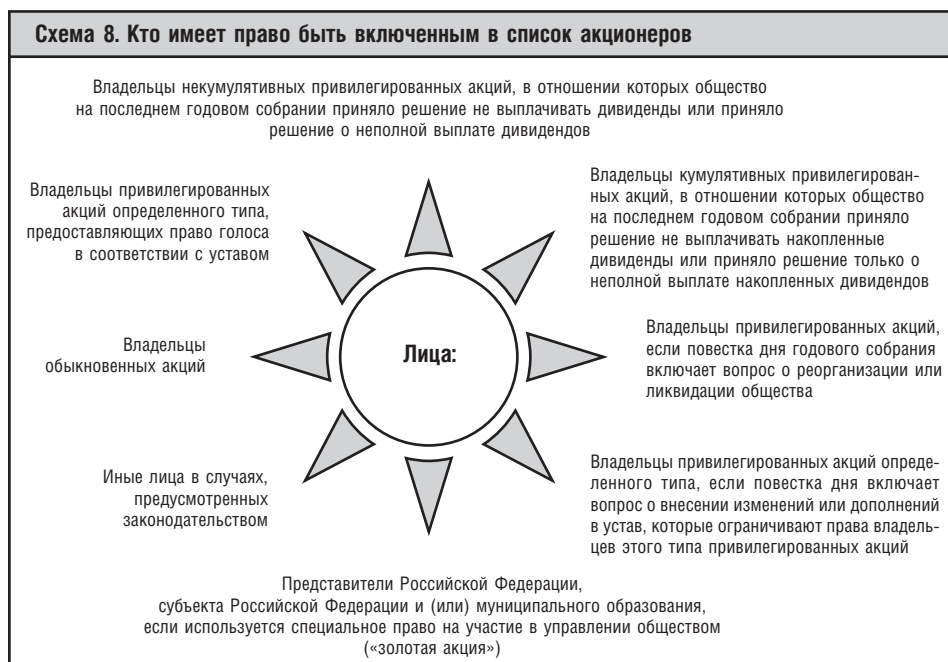 Схема 8. Кто имеет право быть включенным в список акционеров
Владельцы некумулятивных привилегированных акций, в отношении которых общество
на последнем годовом собрании приняло решение не выплачивать дивиденды или приняло
решение о неполной выплате дивидендов
Владельцы привилегированных
акций определенного типа,
предоставляющих право голоса
в соответствии с уставом
Владельцы кумулятивных привилегирован-
ных акций, в отношении которых общество
на последнем годовом собрании приняло
решение не выплачивать накопленные
дивиденды или приняло решение только о
неполной выплате накопленных дивидендов
Владельцы
обыкновенных акций
Лица:
Владельцы привилегированных акций,
если повестка дня годового собрания
включает вопрос о реорганизации или
ликвидации общества
Иные лица в случаях,
предусмотренных
законодательством
Владельцы привилегированных акций опреде-
ленного типа, если повестка дня включает
вопрос о внесении изменений или дополнений
в устав, которые ограничивают права владель-
цев этого типа привилегированных акций
Представители Российской Федерации,
субъекта Российской Федерации и (или) муниципального образования,
если используется специальное право на участие в управлении обществом
(«золотая акция»)